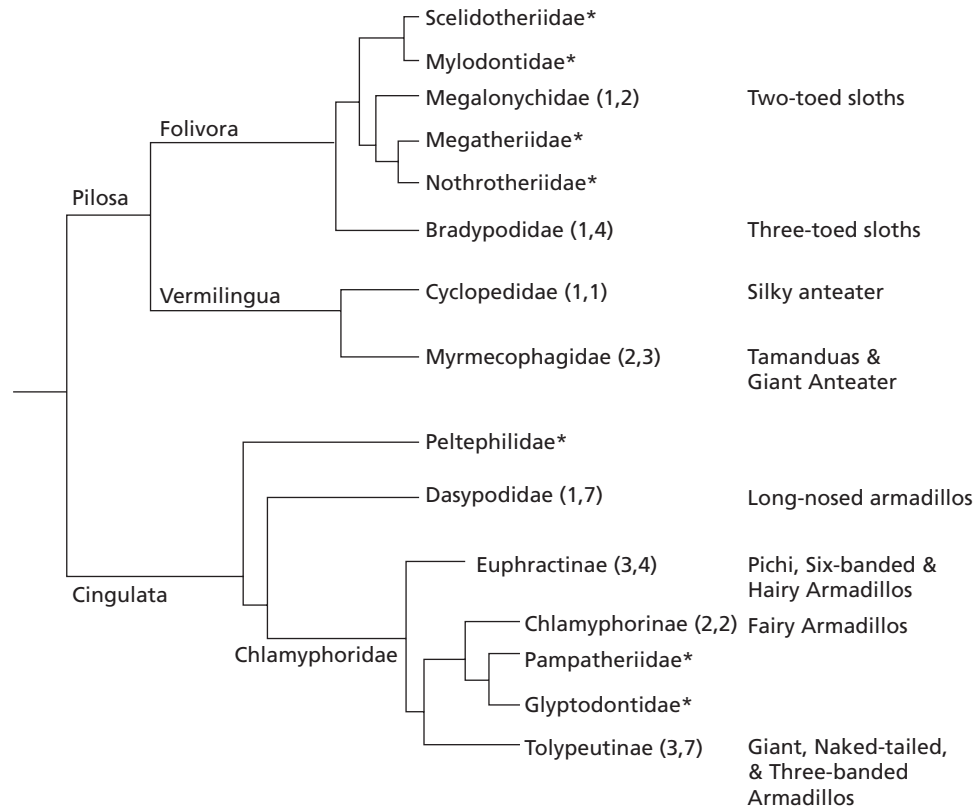 Scelidotheriidae*
Mylodontidae*
Megalonychidae (1,2) Two-toed sloths
Folivora
Megatheriidae*
Nothrotheriidae*
Pilosa
Bradypodidae (1,4) Three-toed sloths
Vermilingua
Cyclopedidae (1,1) Silky anteater
Myrmecophagidae (2,3) Tamanduas &
Giant Anteater
Peltephilidae*
Dasypodidae (1,7) Long-nosed armadillos
Euphractinae (3,4) Pichi, Six-banded &
Hairy Armadillos
Cingulata
Chlamyphorinae (2,2) Fairy Armadillos
Chlamyphoridae
Pampatheriidae*
Glyptodontidae*
Tolypeutinae (3,7) Giant, Naked-tailed,
& Three-banded
Armadillos